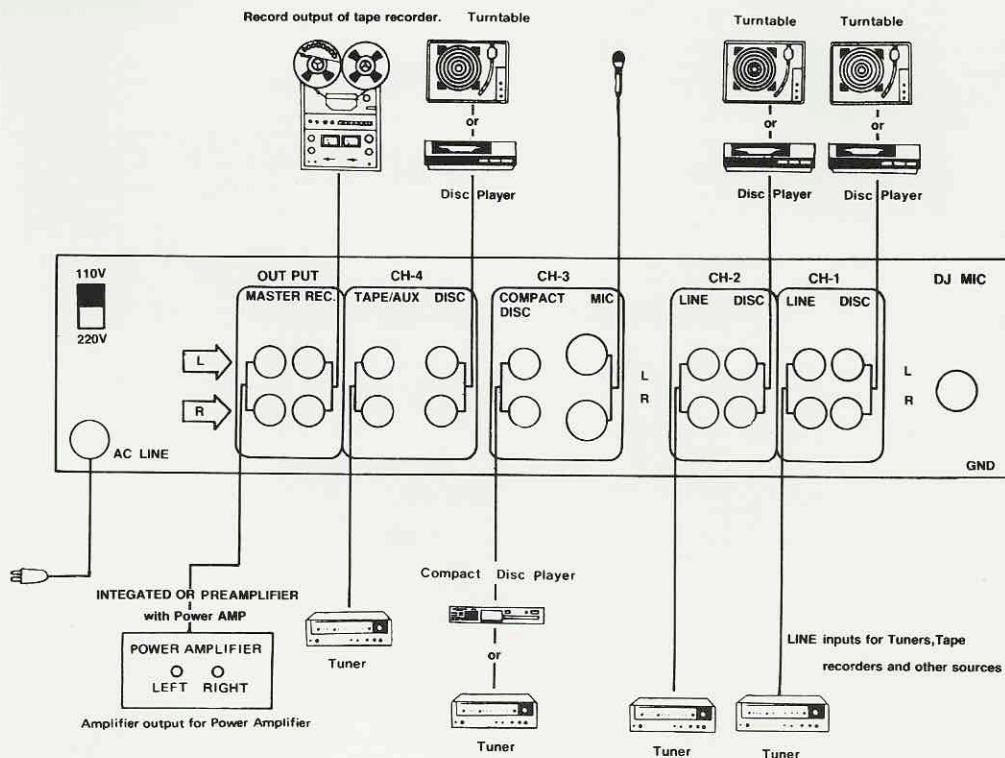 Record output of tape recorder.
Turntable
Turntable
Turntable
or
or
or
Disc Player
Disc Player
Disc Player
110V
220V
AC LINE
OUT PUT
MASTER REC.
L
R
CH-4
TAPE/AUX DISC
CH-3
COMPACT DISC
MIC
L
R
CH-2
LINE DISC
CH-1
LINE DISC
L
R
DJ MIC
GND
INTEGATED OR PREAMPLIFIER
with Power AMP
POWER AMPLIFIER
LEFT RIGHT
Amplifier output for Power Amplifier
Tuner
Compact Disc Player
or
Tuner
Tuner
Tuner
LINE inputs for Tuners,Tape
recorders and other sources